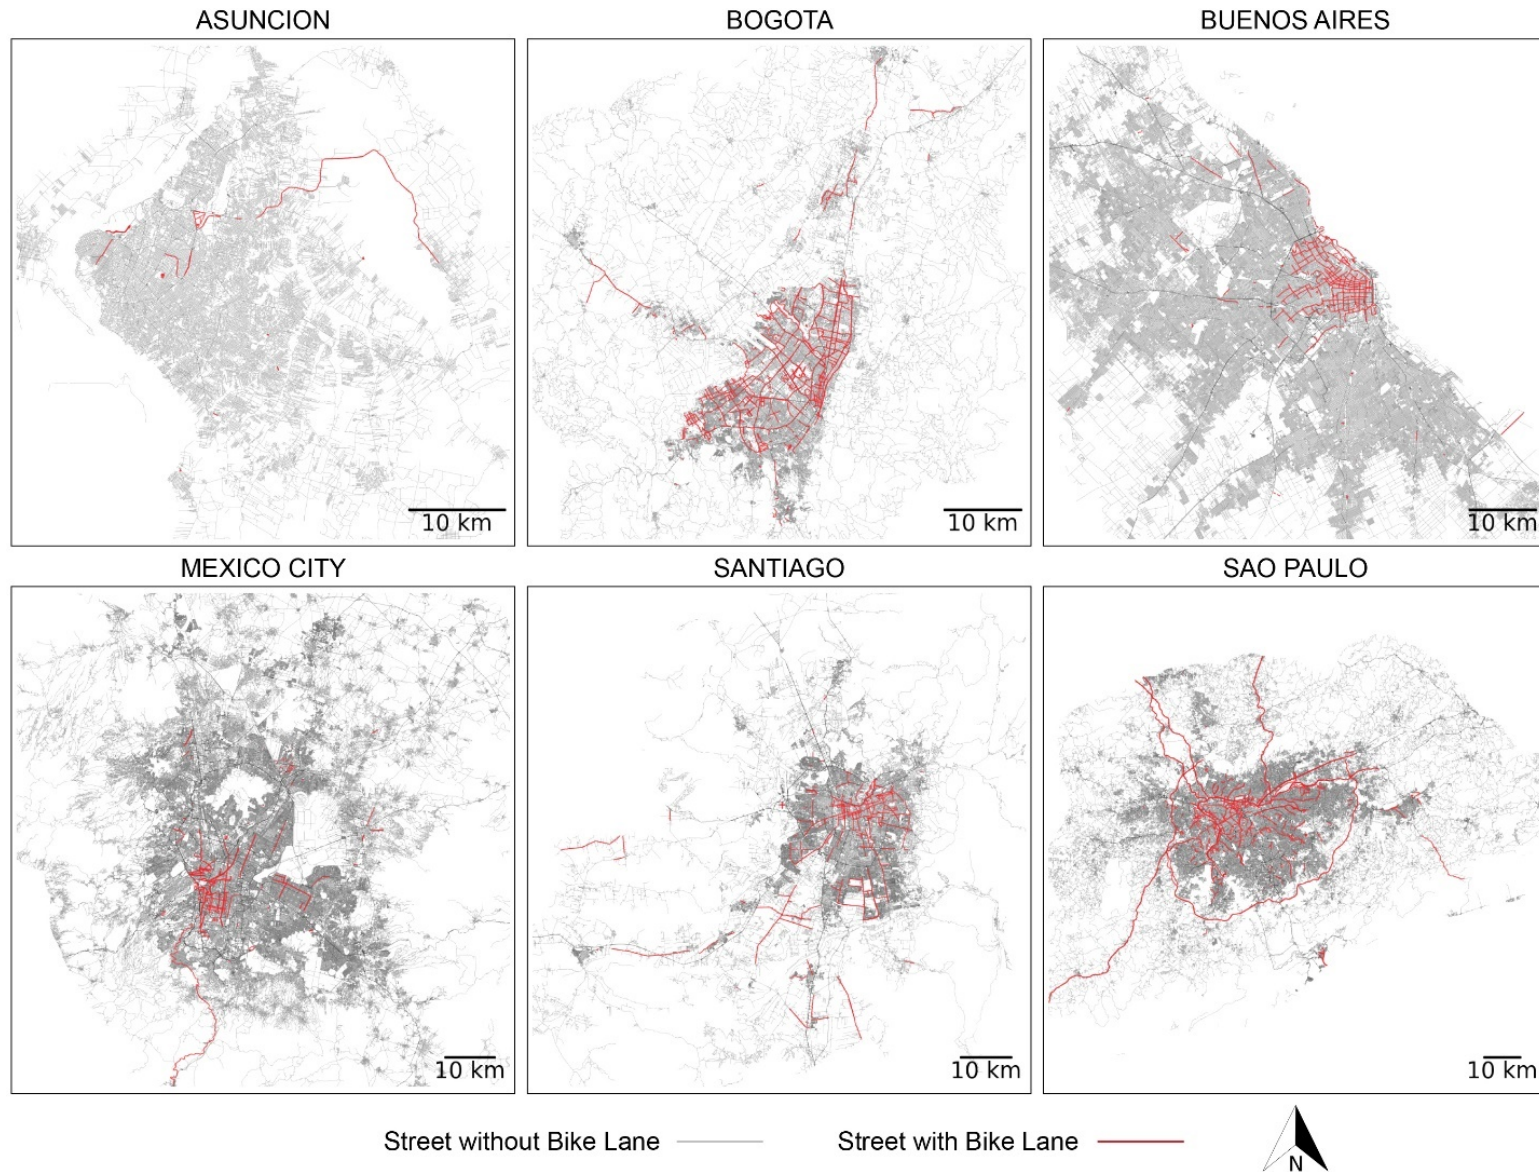 ASUNCION
BOGOTA
BUENOS AIRES
10 km
10 km
10 km
MEXICO CITY
SANTIAGO
SAO PAULO
10 km
10 km
10 km
Street without Bike Lane
Street with Bike Lane
N